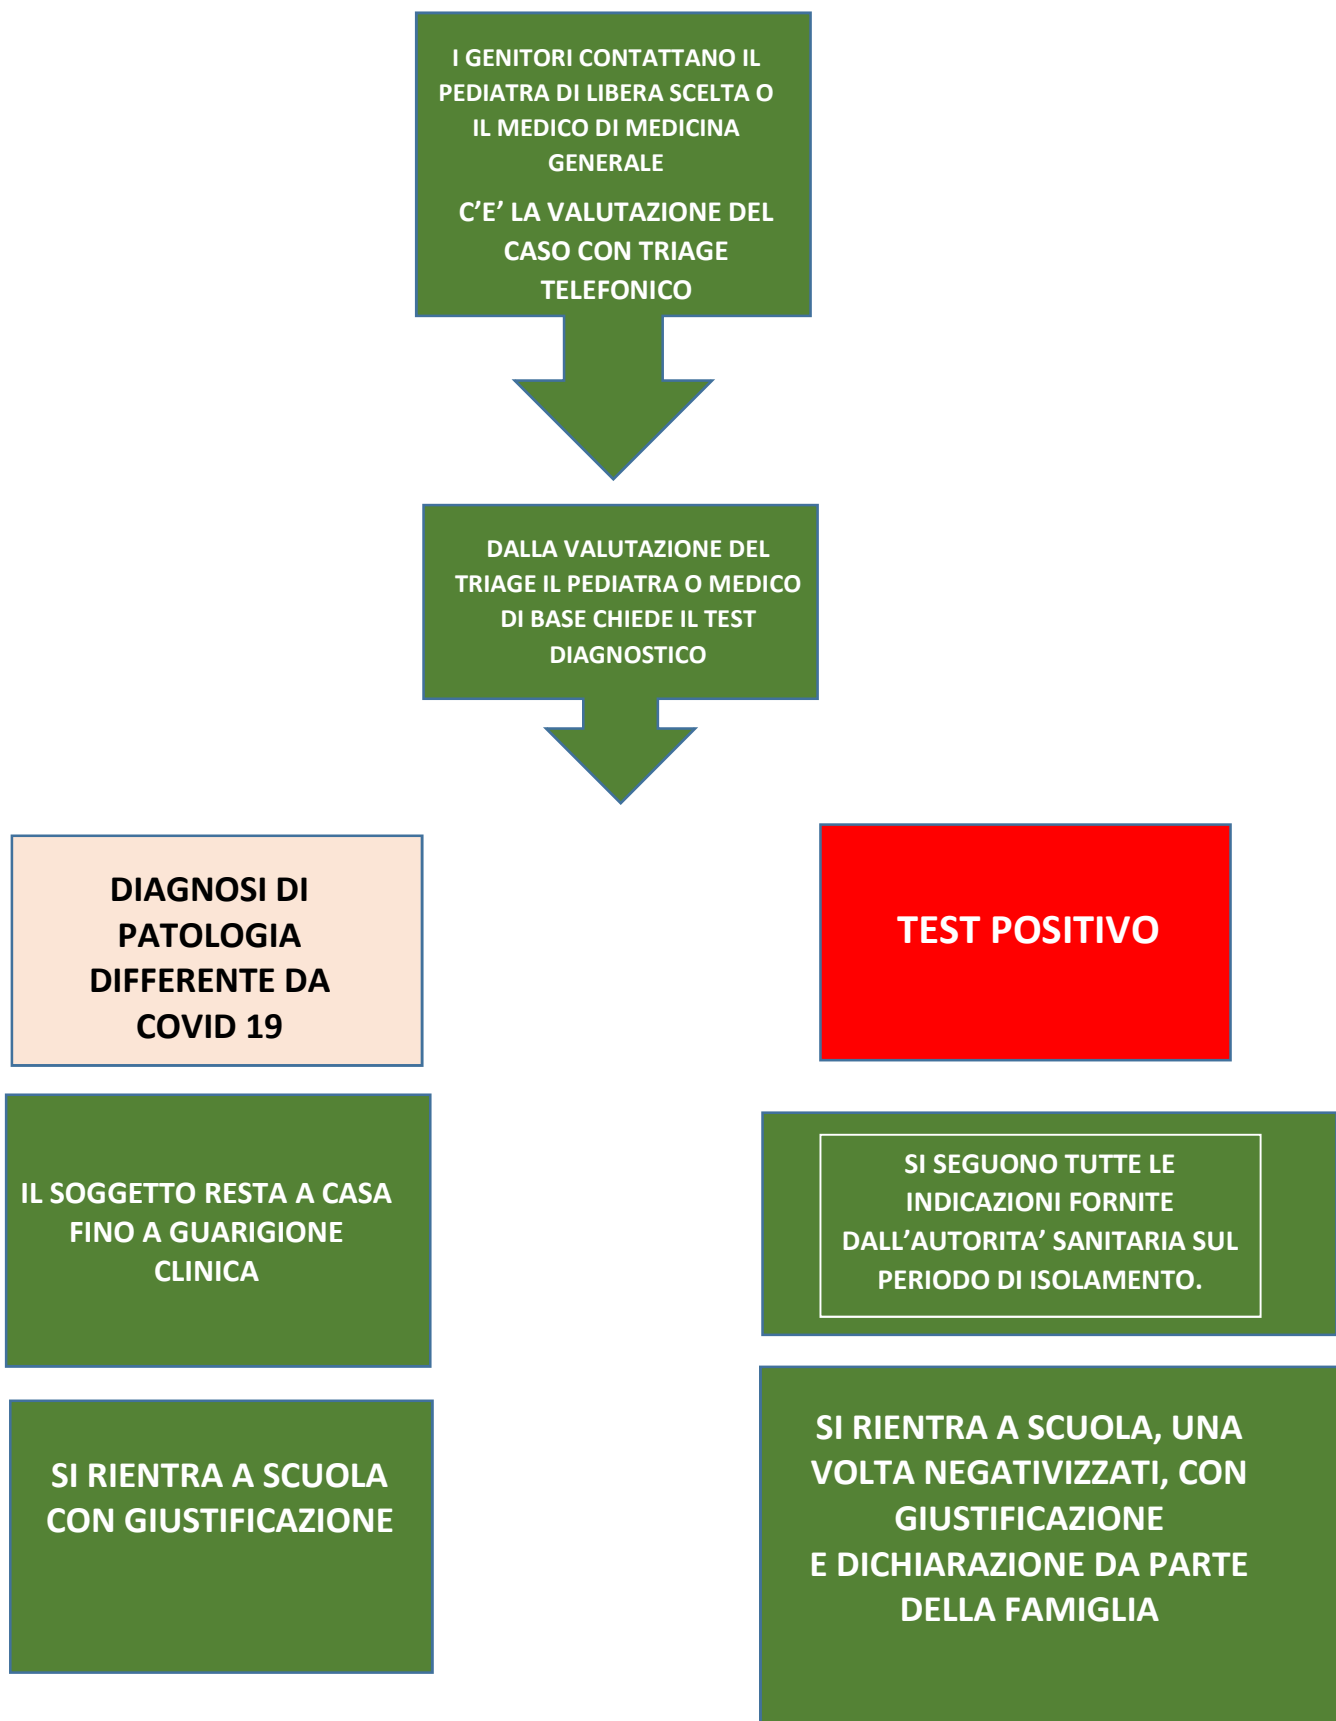 I GENITORI CONTATTANO IL
PEDIATRA DI LIBERA SCELTA O
IL MEDICO DI MEDICINA
GENERALE
C’E’ LA VALUTAZIONE DEL
CASO CON TRIAGE
TELEFONICO
DALLA VALUTAZIONE DEL
TRIAGE IL PEDIATRA O MEDICO
DI BASE CHIEDE IL TEST
DIAGNOSTICO
DIAGNOSI DI
PATOLOGIA
DIFFERENTE DA
COVID 19
IL SOGGETTO RESTA A CASA
FINO A GUARIGIONE
CLINICA
SI RIENTRA A SCUOLA
CON GIUSTIFICAZIONE
TEST POSITIVO
SI SEGUONO TUTTE LE
INDICAZIONI FORNITE
DALL’AUTORITA’ SANITARIA SUL
PERIODO DI ISOLAMENTO.
SI RIENTRA A SCUOLA, UNA
VOLTA NEGATIVIZZATI, CON
GIUSTIFICAZIONE
E DICHIARAZIONE DA PARTE
DELLA FAMIGLIA